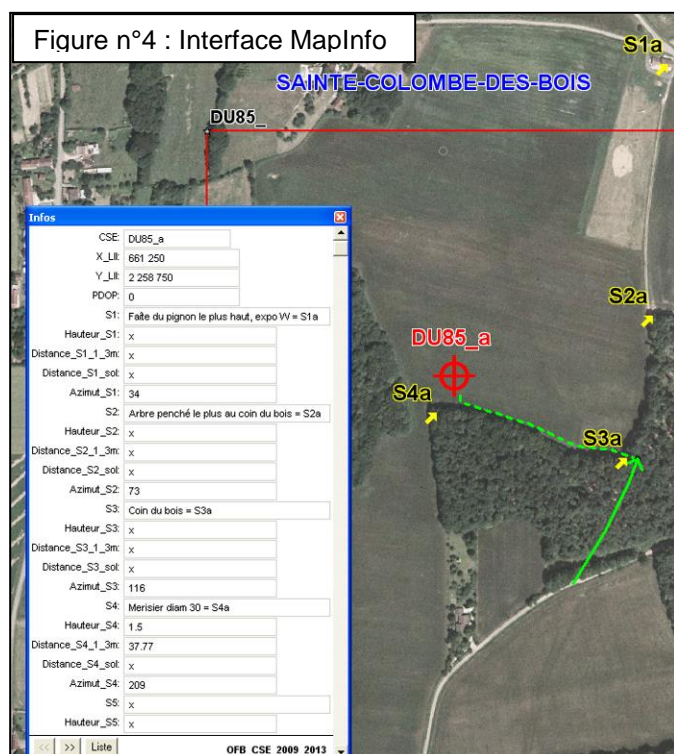 Figure n°4 : Interface MapInfo
S1a
SAINTE-COLOMBE-DES-BOIS
DU85_
Infos
CSE: DU85_a
X_LII: 661 250
Y_LII: 2 258 750
PDOP: 0
S1: Faîte du pignon le plus haut, expo W = S1a
Hauteur_S1: x
Distance_S1_1_3m: x
Distance_S1_sol: x
Azimut_S1: 34
S2: Arbre penché le plus au coin du bois = S2a
Hauteur_S2: x
Distance_S2_1_3m: x
Distance_S2_sol: x
Azimut_S2: 73
S3: Coin du bois = S3a
Hauteur_S3: x
Distance_S3_1_3m: x
Distance_S3_sol: x
Azimut_S3: 116
S4: Merisier diam 30 = S4a
Hauteur_S4: 1.5
Distance_S4_1_3m: 37.77
Distance_S4_sol: x
Azimut_S4: 209
S5: x
Hauteur_S5: x
<< >> Liste OFB_CSE_2009_2013
S2a
DU85_a
S4a
S3a